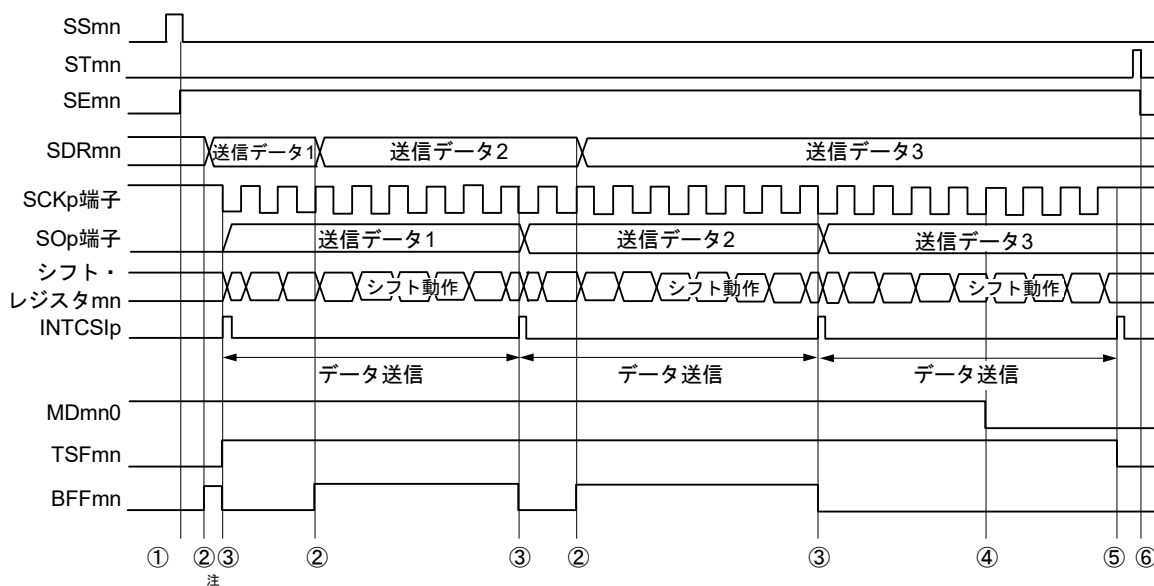 SSmn
STmn
SEmn
SDRmn
送信データ1
送信データ2
送信データ3
SCKp端子
SOp端子
送信データ1
送信データ2
送信データ3
シフト・
レジスタmn
シフト動作
シフト動作
シフト動作
INTCSIp
データ送信
データ送信
データ送信
MDmn0
TSFmn
BFFmn
① ② ③ ② ③ ② ③ ④ ⑤ ⑥
注